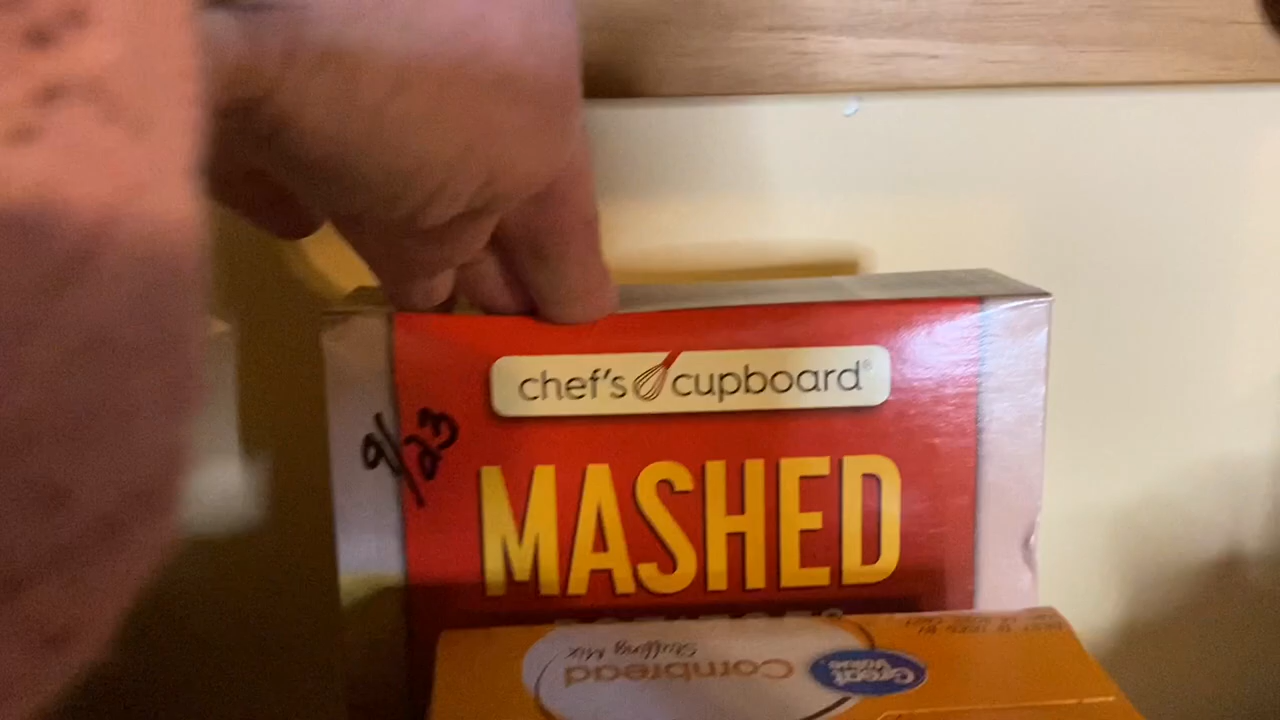 chef's cupboard®
9/23
MASHED
Great Value
Cornbread
Stuffing Mix